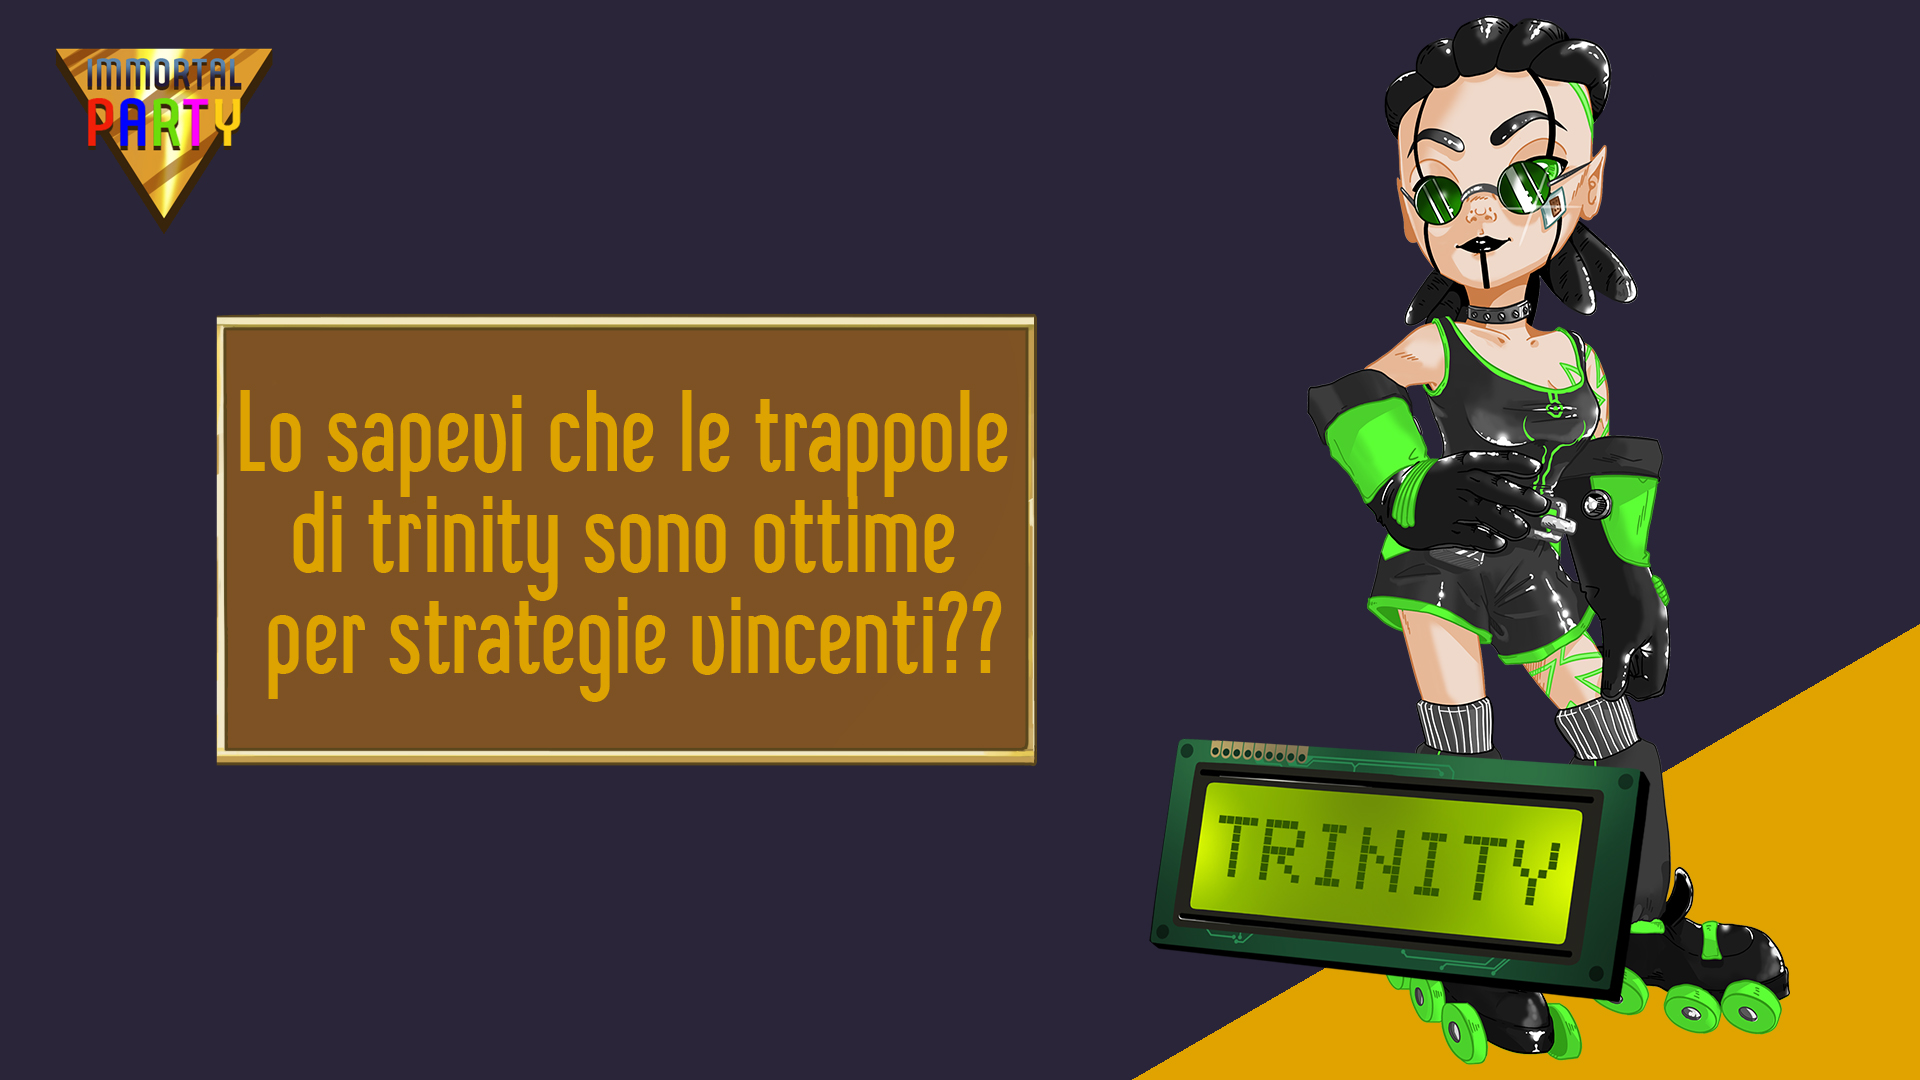 IMMORTAL
PARTY
Lo sapevi che le trappole
di trinity sono ottime
per strategie vincenti??
TRINITY